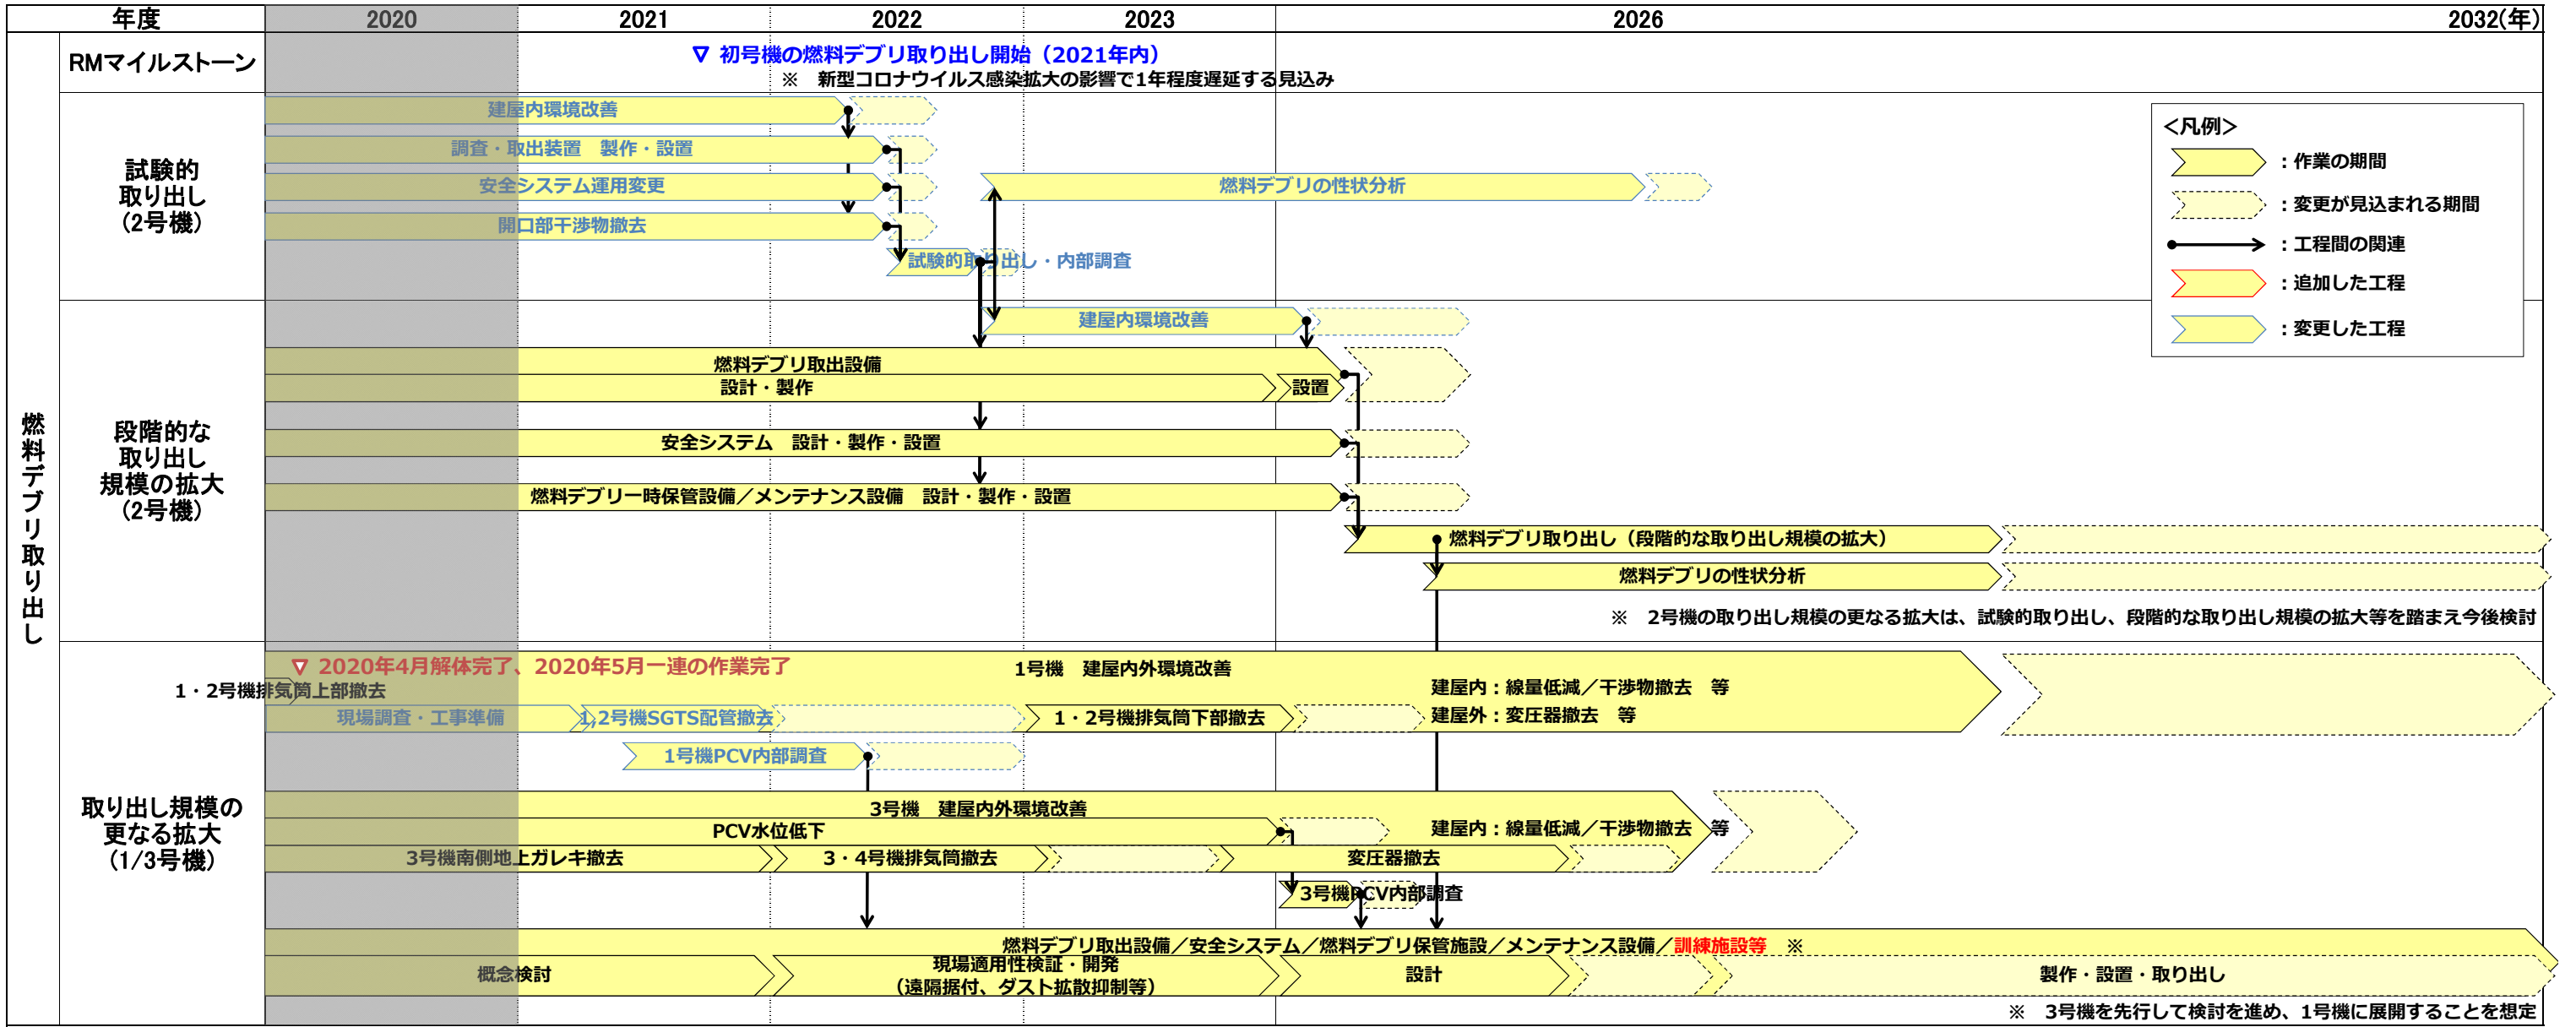 年度 2020 2021 2022 2023 2026 2032(年)
燃料デブリ取り出し
RMマイルストーン
▽ 初号機の燃料デブリ取り出し開始（2021年内）
※　新型コロナウイルス感染拡大の影響で1年程度遅延する見込み
試験的
取り出し
(2号機)
建屋内環境改善
調査・取出装置　製作・設置
安全システム運用変更
燃料デブリの性状分析
開口部干渉物撤去
試験的取り出し・内部調査
＜凡例＞
：作業の期間
：変更が見込まれる期間
：工程間の関連
：追加した工程
：変更した工程
段階的な
取り出し
規模の拡大
(2号機)
建屋内環境改善
燃料デブリ取出設備
設計・製作
設置
安全システム　設計・製作・設置
燃料デブリ一時保管設備／メンテナンス設備　設計・製作・設置
燃料デブリ取り出し（段階的な取り出し規模の拡大）
燃料デブリの性状分析
※　2号機の取り出し規模の更なる拡大は、試験的取り出し、段階的な取り出し規模の拡大等を踏まえ今後検討
取り出し規模の
更なる拡大
(1/3号機)
▽ 2020年4月解体完了、2020年5月一連の作業完了
1号機　建屋内外環境改善
1・2号機排気筒上部撤去
建屋内：線量低減／干渉物撤去　等
現場調査・工事準備
1,2号機SGTS配管撤去
1・2号機排気筒下部撤去
建屋外：変圧器撤去　等
1号機PCV内部調査
3号機　建屋内外環境改善
PCV水位低下
建屋内：線量低減／干渉物撤去　等
3号機南側地上ガレキ撤去
3・4号機排気筒撤去
変圧器撤去
3号機PCV内部調査
燃料デブリ取出設備／安全システム／燃料デブリ保管施設／メンテナンス設備／訓練施設等　※
概念検討
現場適用性検証・開発
（遠隔据付、ダスト拡散抑制等）
設計
製作・設置・取り出し
※　3号機を先行して検討を進め、1号機に展開することを想定